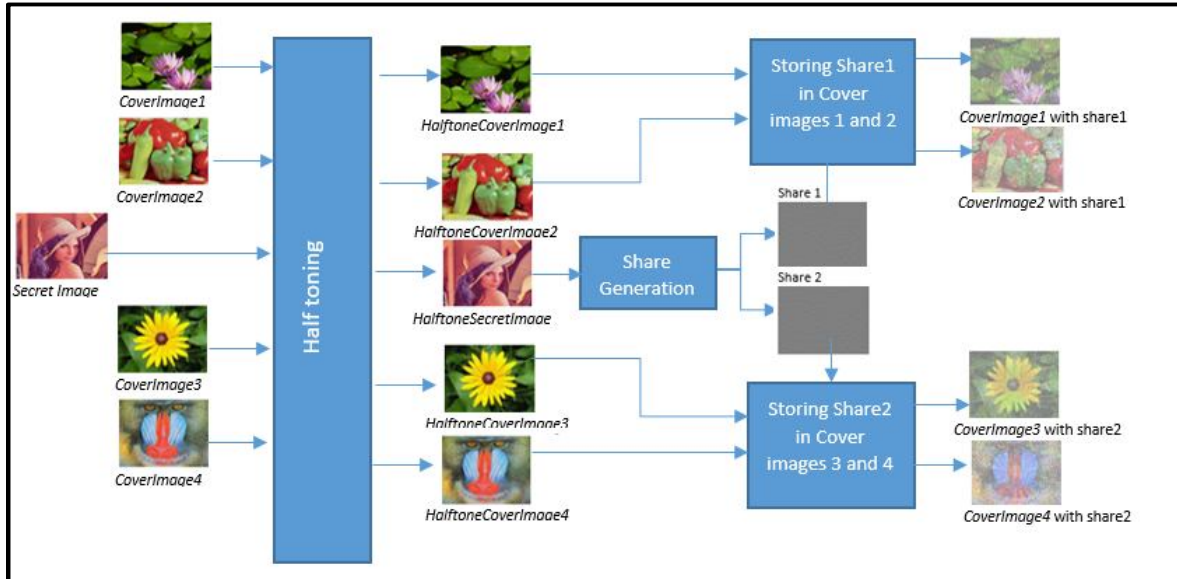 CoverImage1
CoverImage2
Secret Image
CoverImage3
CoverImage4
Half toning
HalftoneCoverImage1
HalftoneCoverImage2
HalftoneSecretImage
HalftoneCoverImage3
HalftoneCoverImage4
Share
Generation
Storing Share1
in Cover
images 1 and 2
Share 1
Share 2
Storing Share2
in Cover
images 3 and 4
CoverImage1 with share1
CoverImage2 with share1
CoverImage3 with share2
CoverImage4 with share2